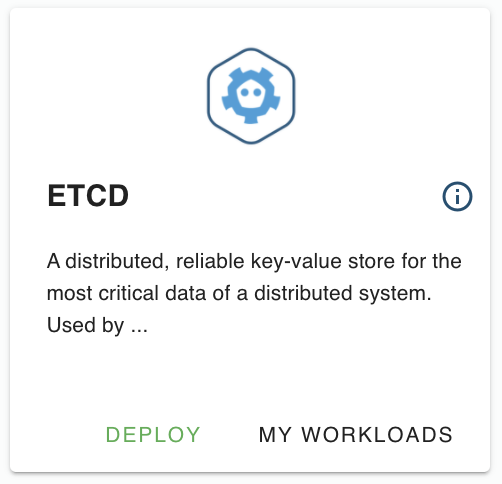 ETCD
A distributed, reliable key-value store for the
most critical data of a distributed system.
Used by ...
DEPLOY MY WORKLOADS